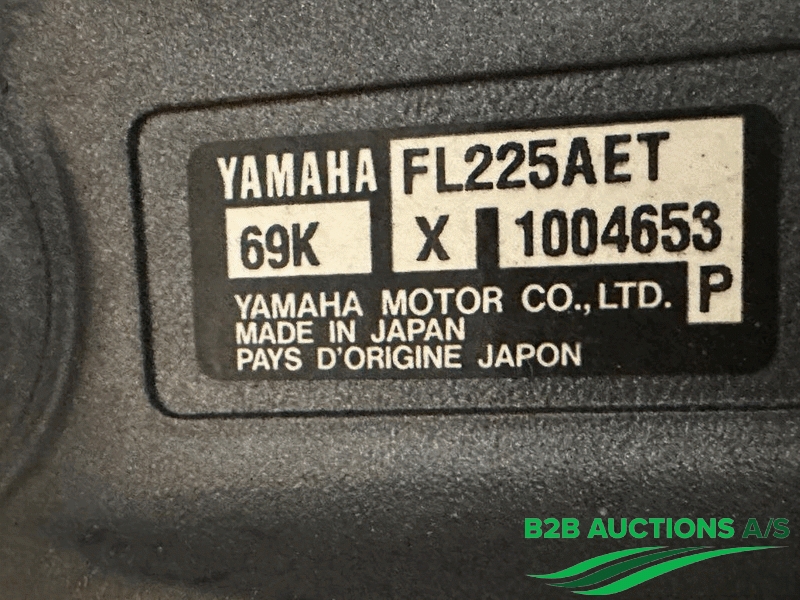 YAMAHA FL225AET
69K X 1004653
P
YAMAHA MOTOR CO., LTD.
MADE IN JAPAN
PAYS D'ORIGINE JAPON
B2B AUCTIONS A/S